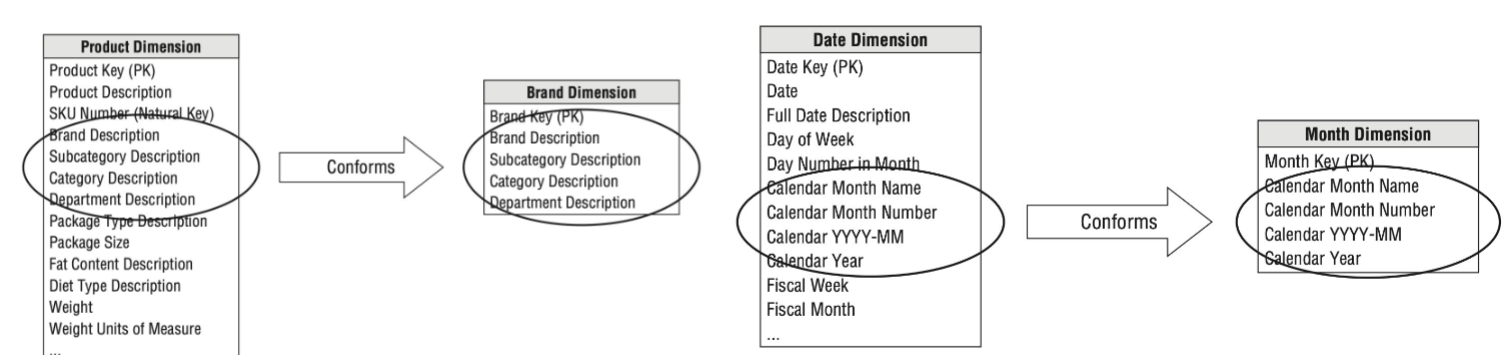 Product Dimension
Product Key (PK)
Product Description
SKU Number (Natural Key)
Brand Description
Subcategory Description
Category Description
Department Description
Package Type Description
Package Size
Fat Content Description
Diet Type Description
Weight
Weight Units of Measure
...
Conforms
Brand Dimension
Brand Key (PK)
Brand Description
Subcategory Description
Category Description
Department Description
Date Dimension
Date Key (PK)
Date
Full Date Description
Day of Week
Day Number in Month
Calendar Month Name
Calendar Month Number
Calendar YYYY-MM
Calendar Year
Fiscal Week
Fiscal Month
...
Conforms
Month Dimension
Month Key (PK)
Calendar Month Name
Calendar Month Number
Calendar YYYY-MM
Calendar Year